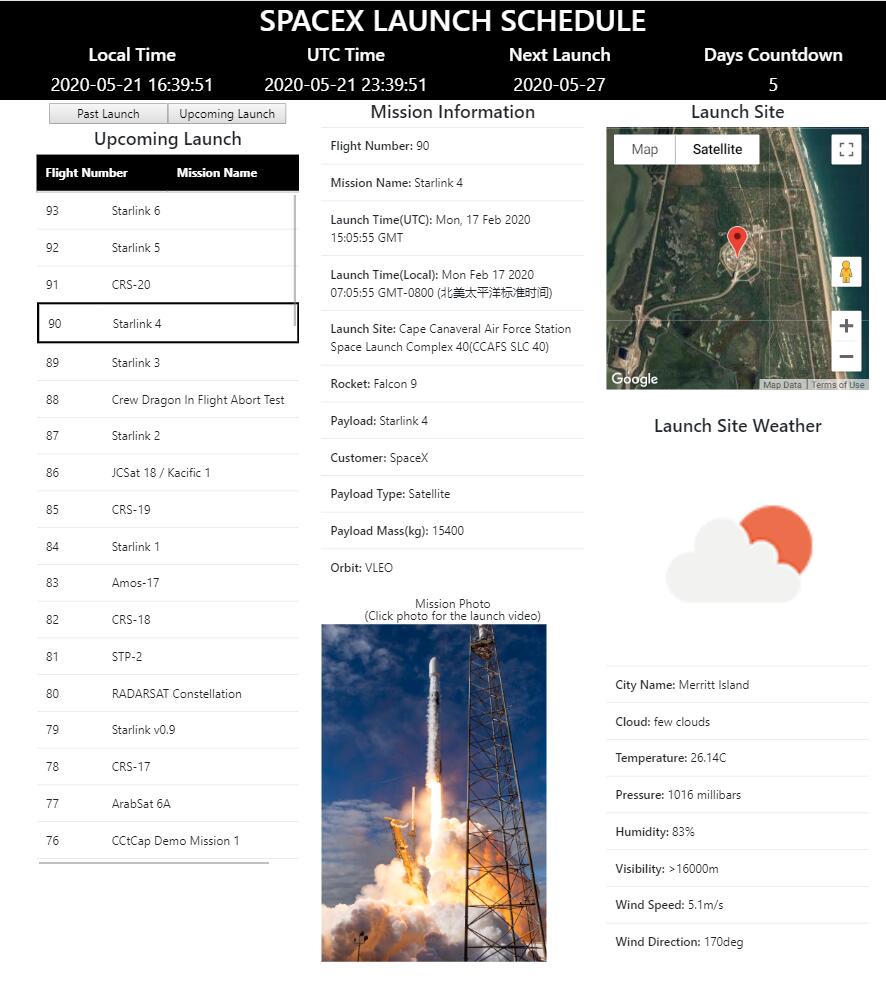 SPACEX LAUNCH SCHEDULE
Local Time
2020-05-21 16:39:51
UTC Time
2020-05-21 23:39:51
Next Launch
2020-05-27
Days Countdown
5
Past Launch
Upcoming Launch
Upcoming Launch
Flight Number Mission Name
93 Starlink 6
92 Starlink 5
91 CRS-20
90 Starlink 4
89 Starlink 3
88 Crew Dragon In Flight Abort Test
87 Starlink 2
86 JCSat 18 / Kacific 1
85 CRS-19
84 Starlink 1
83 Amos-17
82 CRS-18
81 STP-2
80 RADARSAT Constellation
79 Starlink v0.9
78 CRS-17
77 ArabSat 6A
76 CCtCap Demo Mission 1
Mission Information
Flight Number: 90
Mission Name: Starlink 4
Launch Time(UTC): Mon, 17 Feb 2020
15:05:55 GMT
Launch Time(Local): Mon Feb 17 2020
07:05:55 GMT-0800 (北美太平洋标准时间)
Launch Site: Cape Canaveral Air Force Station
Space Launch Complex 40(CCAFS SLC 40)
Rocket: Falcon 9
Payload: Starlink 4
Customer: SpaceX
Payload Type: Satellite
Payload Mass(kg): 15400
Orbit: VLEO
Mission Photo
(Click photo for the launch video)
Launch Site
Map Satellite
Google
Map Data Terms of Use
Launch Site Weather
City Name: Merritt Island
Cloud: few clouds
Temperature: 26.14C
Pressure: 1016 millibars
Humidity: 83%
Visibility: >16000m
Wind Speed: 5.1m/s
Wind Direction: 170deg